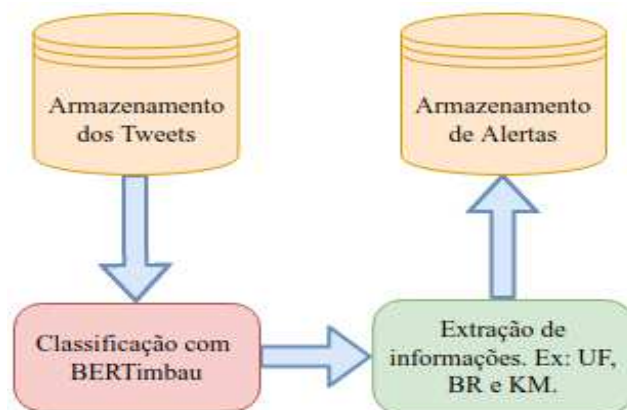 Armazenamento
dos Tweets
Armazenamento
de Alertas
Classificação com
BERTimbau
Extração de
informações. Ex: UF,
BR e KM.